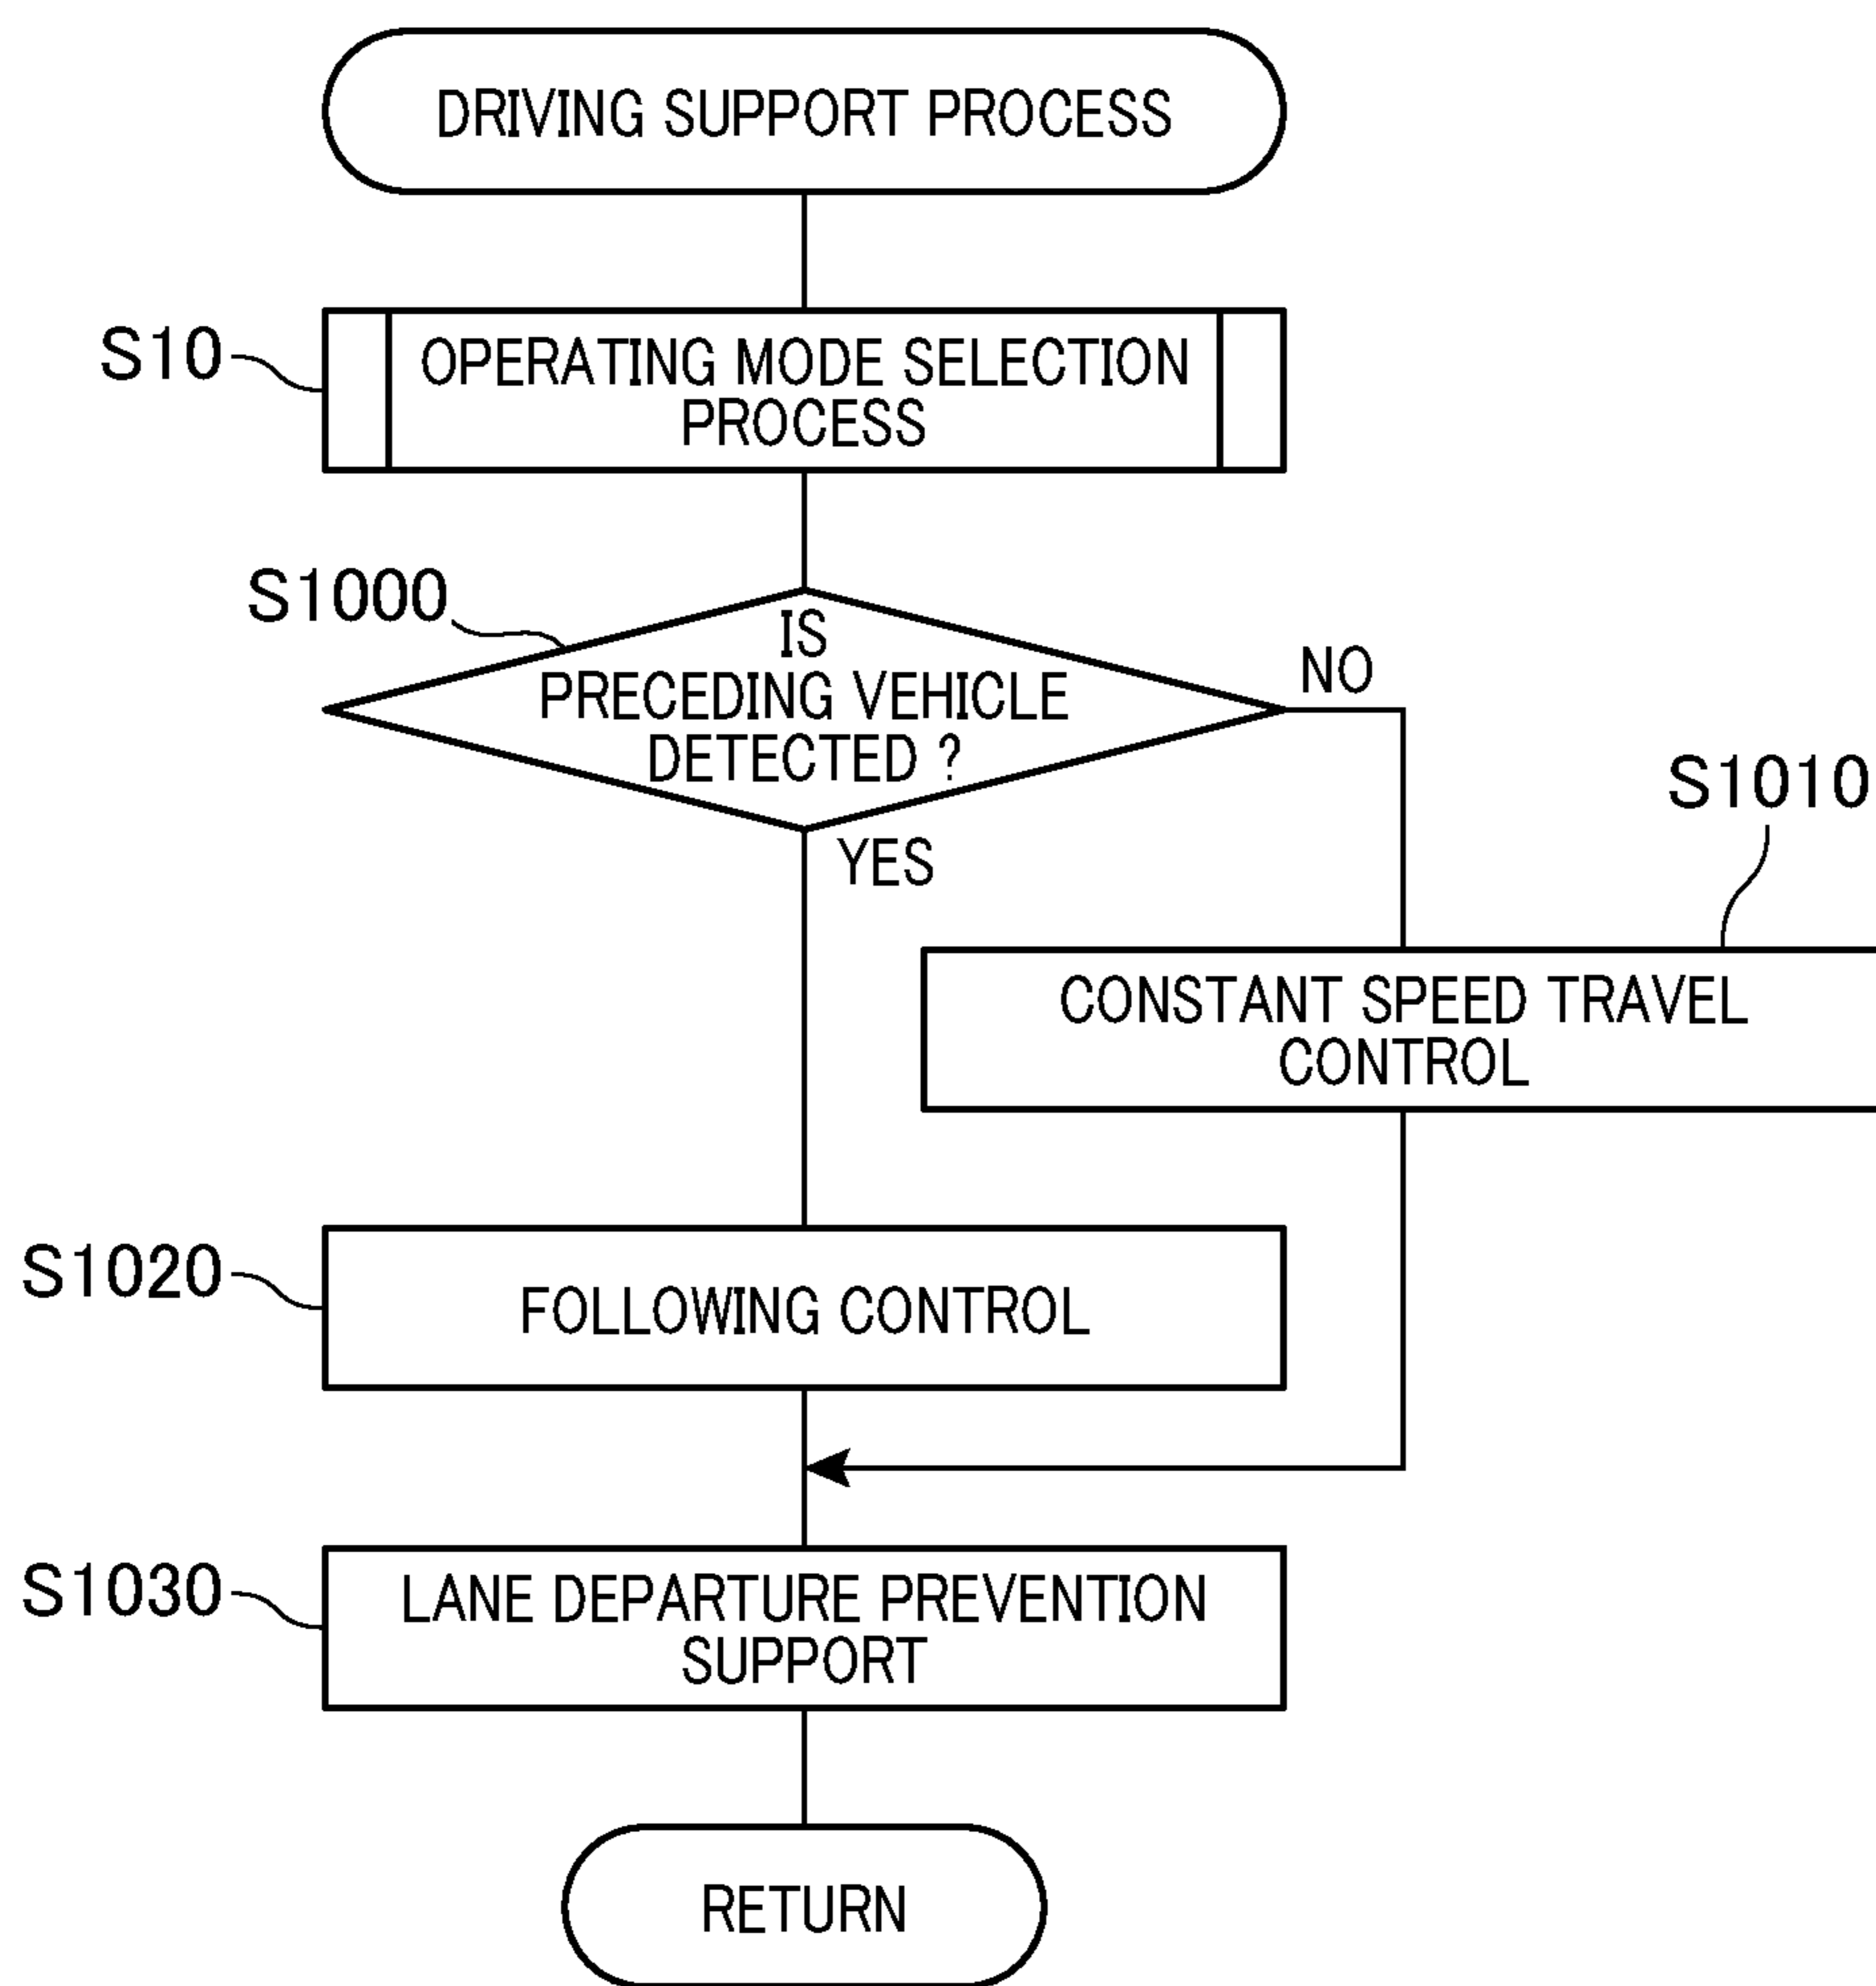 DRIVING SUPPORT PROCESS
S10
OPERATING MODE SELECTION
PROCESS
S1000
IS
PRECEDING VEHICLE
DETECTED ?
NO
YES
S1010
CONSTANT SPEED TRAVEL
CONTROL
S1020
FOLLOWING CONTROL
S1030
LANE DEPARTURE PREVENTION
SUPPORT
RETURN